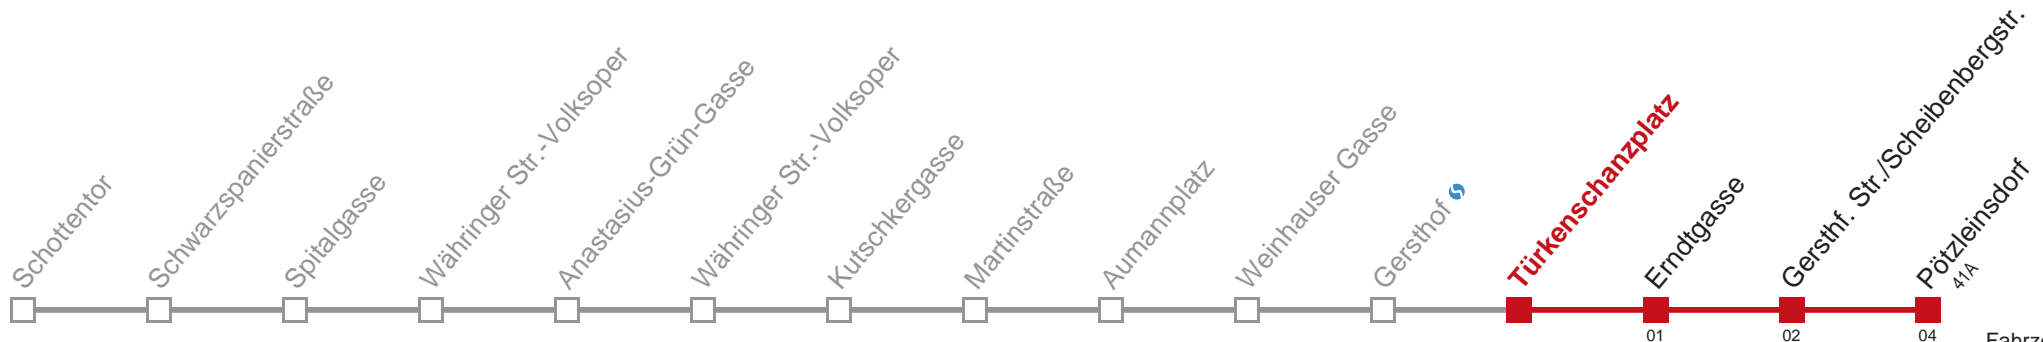 Schottentor
Schwarzspanierstraße
Spitalgasse
Währinger Str.-Volksoper
Anastasius-Grün-Gasse
Währinger Str.-Volksoper
Kutschkergasse
Martinstraße
Aumannplatz
Weinhauser Gasse
Gersthof
Türkenschanzplatz
Erndtgasse
Gersthf. Str./Scheibenbergstr.
Pötzleinsdorf
41A
01
02
04